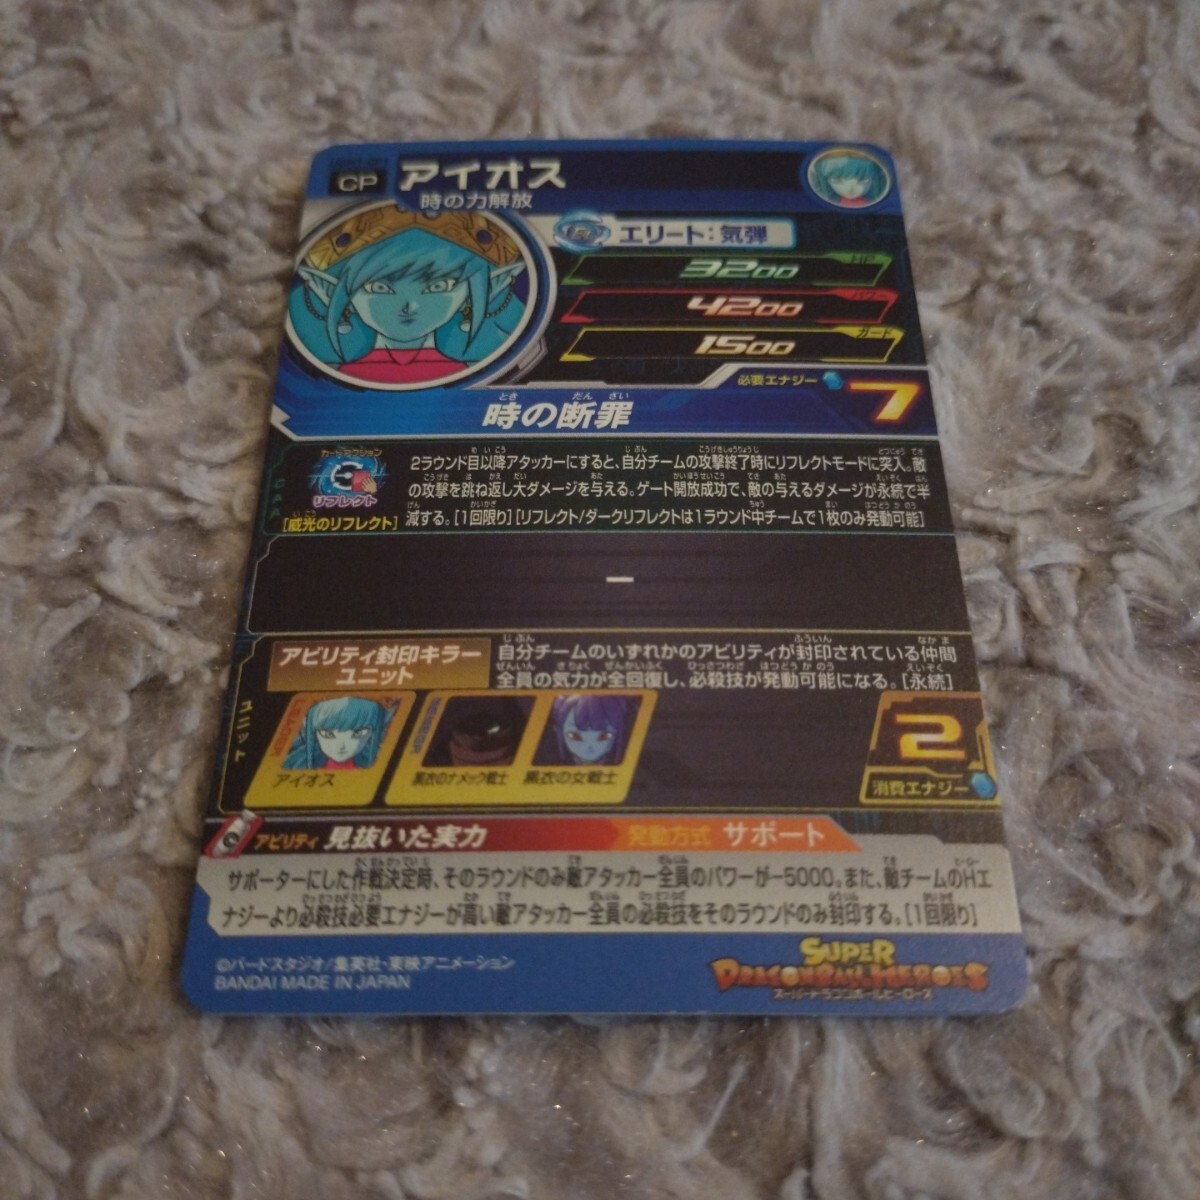 CP
アイオス
時の力解放
エリート:気弾
3200
HP
4200
パワー
1500
ガード
必要エナジー 7
時の断罪
カードアクション
リフレクト
[威光のリフレクト]
2ラウンド目以降アタッカーにすると、自分チームの攻撃終了時にリフレクトモードに突入。敵
の攻撃を跳ね返し大ダメージを与える。ゲート開放成功で、敵の与えるダメージが永続で半
減する。[1回限り][リフレクト/ダークリフレクトは1ラウンド中チームで1枚のみ発動可能]
CAA
ー
ユニット
アビリティ封印キラー
ユニット
自分チームのいずれかのアビリティが封印されている仲間
全員の気力が全回復し、必殺技が発動可能になる。[永続]
アイオス
黒衣のナメック戦士
黒衣の女戦士
2
消費エナジー
アビリティ 見抜いた実力
発動方式 サポート
サポーターにした作戦決定時、そのラウンドのみ敵アタッカー全員のパワーが-5000。また、敵チームのHエ
ナジーより必殺技必要エナジーが高い敵アタッカー全員の必殺技をそのラウンドのみ封印する。[1回限り]
©バードスタジオ/集英社・東映アニメーション
BANDAI MADE IN JAPAN
SUPER
DRAGONBALL HEROES
スーパードラゴンボールヒーローズ